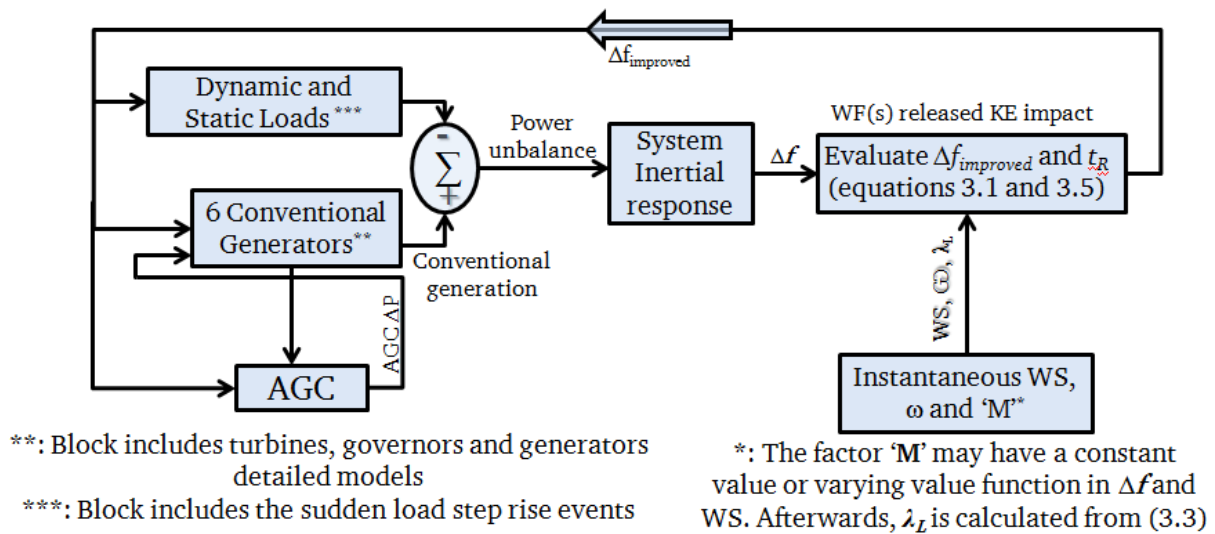 Δf_improved
Dynamic and
Static Loads ***
-
Σ
+
Power
unbalance
System
Inertial
response
Δf
WF(s) released KE impact
Evaluate Δf_improved and t_R
(equations 3.1 and 3.5)
6 Conventional
Generators**
Conventional
generation
AGC ΔP
AGC
WS, ω, λ_L
Instantaneous WS,
ω and ‘M’*
**: Block includes turbines, governors and generators
detailed models
***: Block includes the sudden load step rise events
*: The factor ‘M’ may have a constant
value or varying value function in Δf and
WS. Afterwards, λ_L is calculated from (3.3)